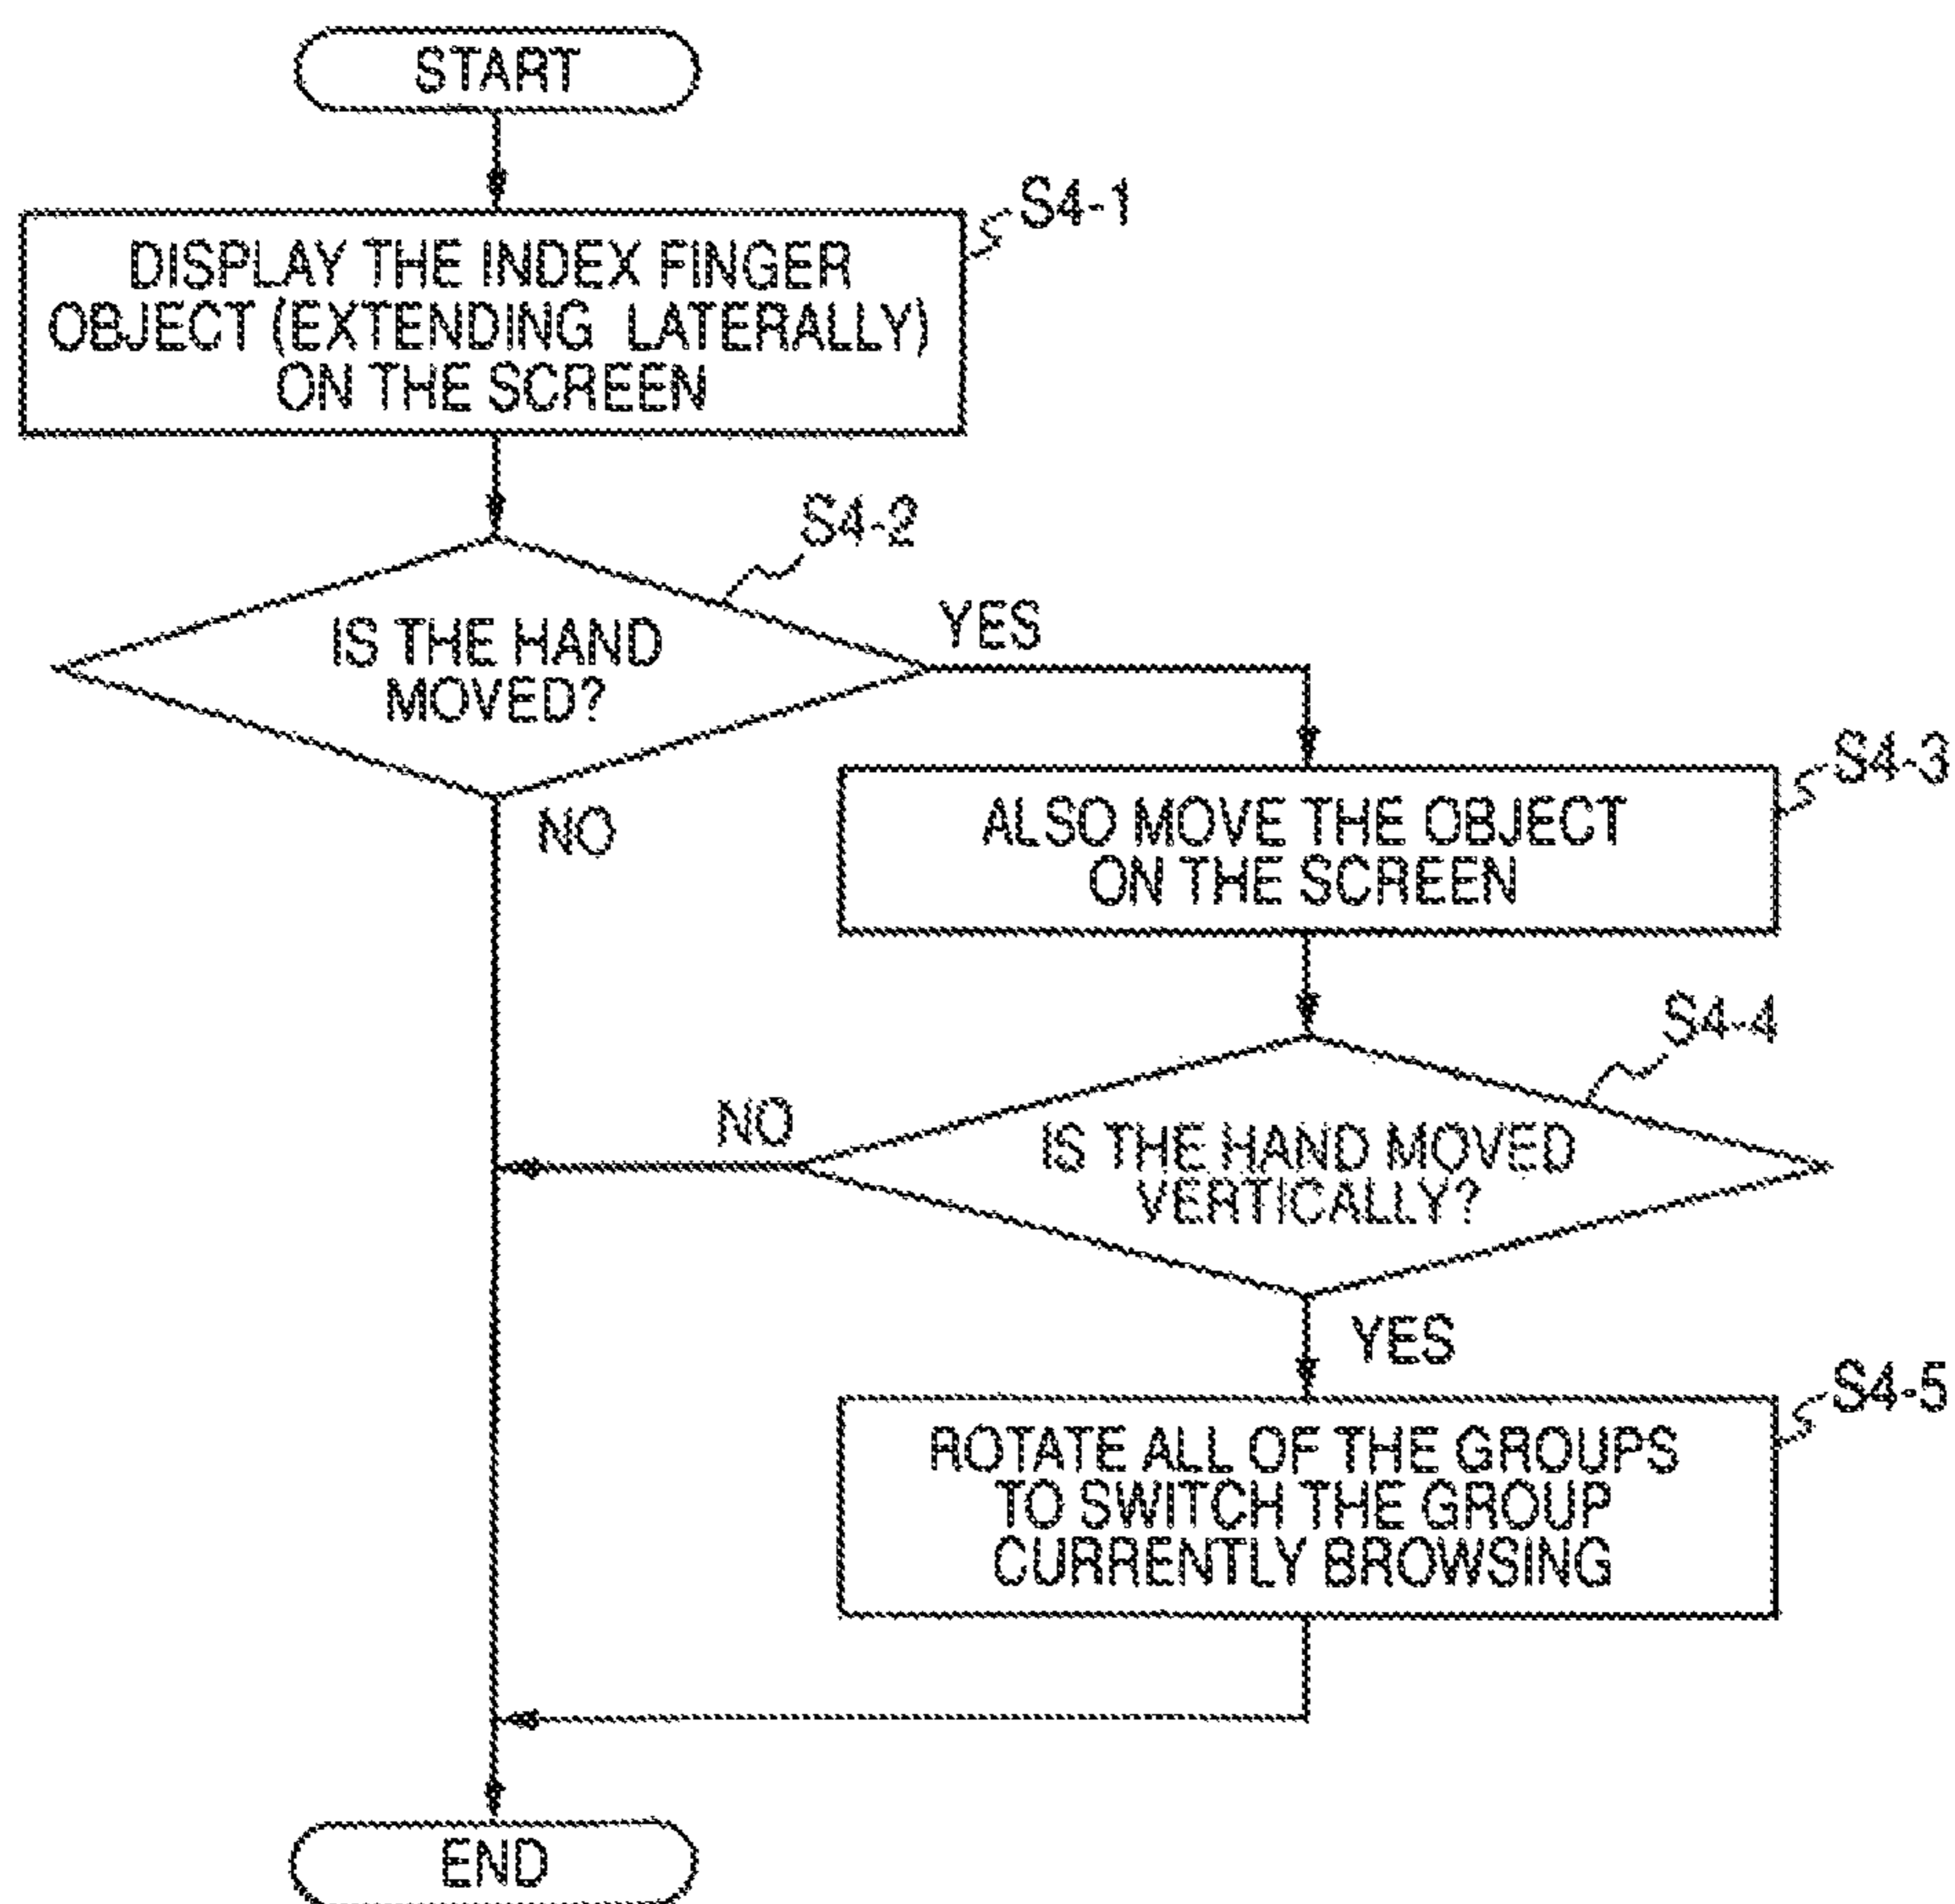 START
S4-1
DISPLAY THE INDEX FINGER
OBJECT (EXTENDING LATERALLY)
ON THE SCREEN
S4-2
IS THE HAND
MOVED?
YES
NO
S4-3
ALSO MOVE THE OBJECT
ON THE SCREEN
S4-4
IS THE HAND MOVED
VERTICALLY?
NO
YES
S4-5
ROTATE ALL OF THE GROUPS
TO SWITCH THE GROUP
CURRENTLY BROWSING
END